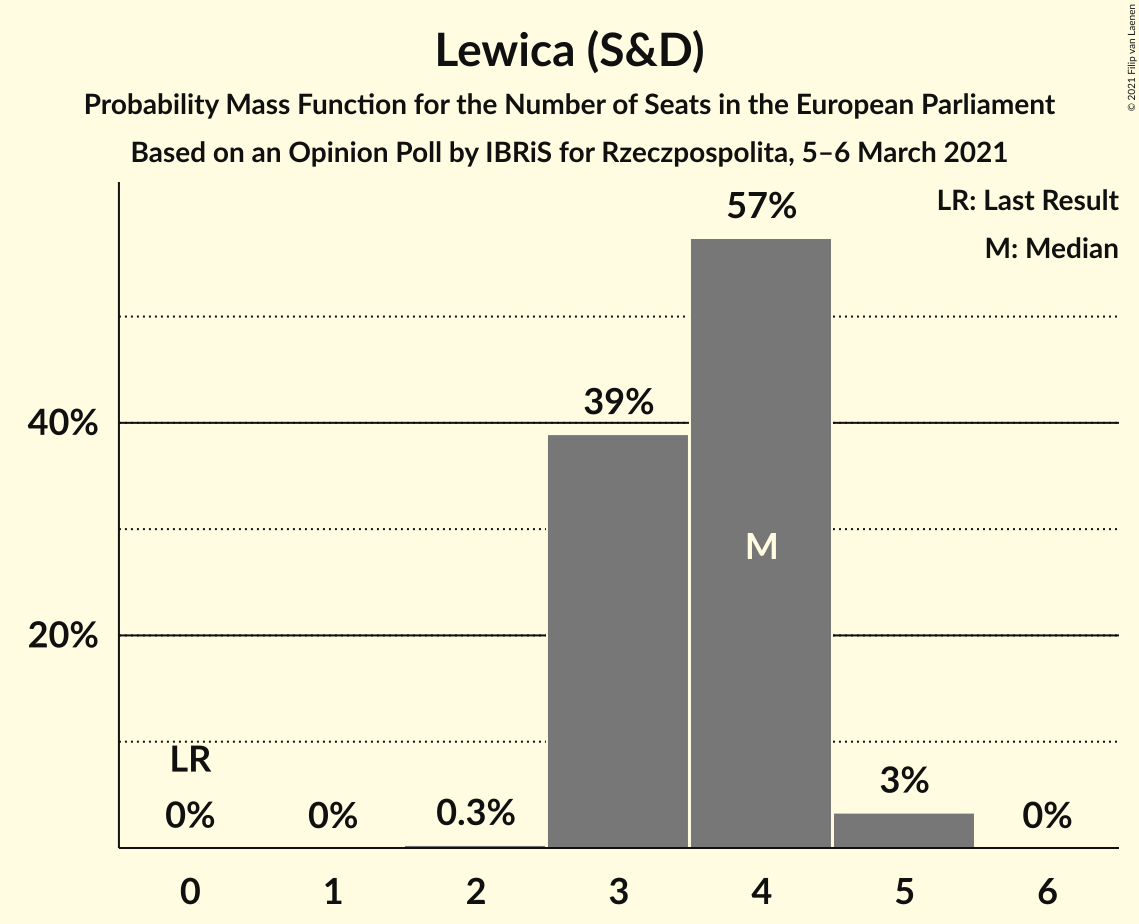 Lewica (S&D)
Probability Mass Function for the Number of Seats in the European Parliament
Based on an Opinion Poll by IBRiS for Rzeczpospolita, 5–6 March 2021
© 2021 Filip van Laenen
LR: Last Result
M: Median
57%
39%
40%
M
20%
LR
0%
0%
0.3%
3%
0%
0
1
2
3
4
5
6